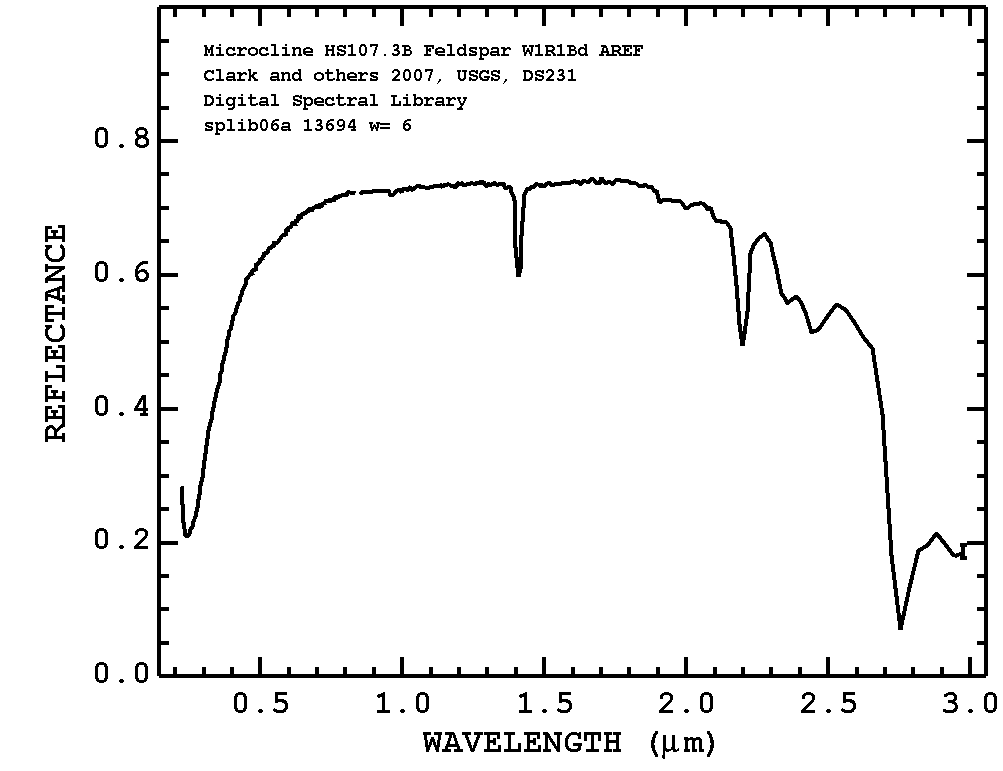 Microcline HS107.3B Feldspar W1R1Bd AREF
Clark and others 2007, USGS, DS231
Digital Spectral Library
splib06a 13694 w= 6
REFLECTANCE
0.8
0.6
0.4
0.2
0.0
0.5 1.0 1.5 2.0 2.5 3.0
WAVELENGTH (μm)